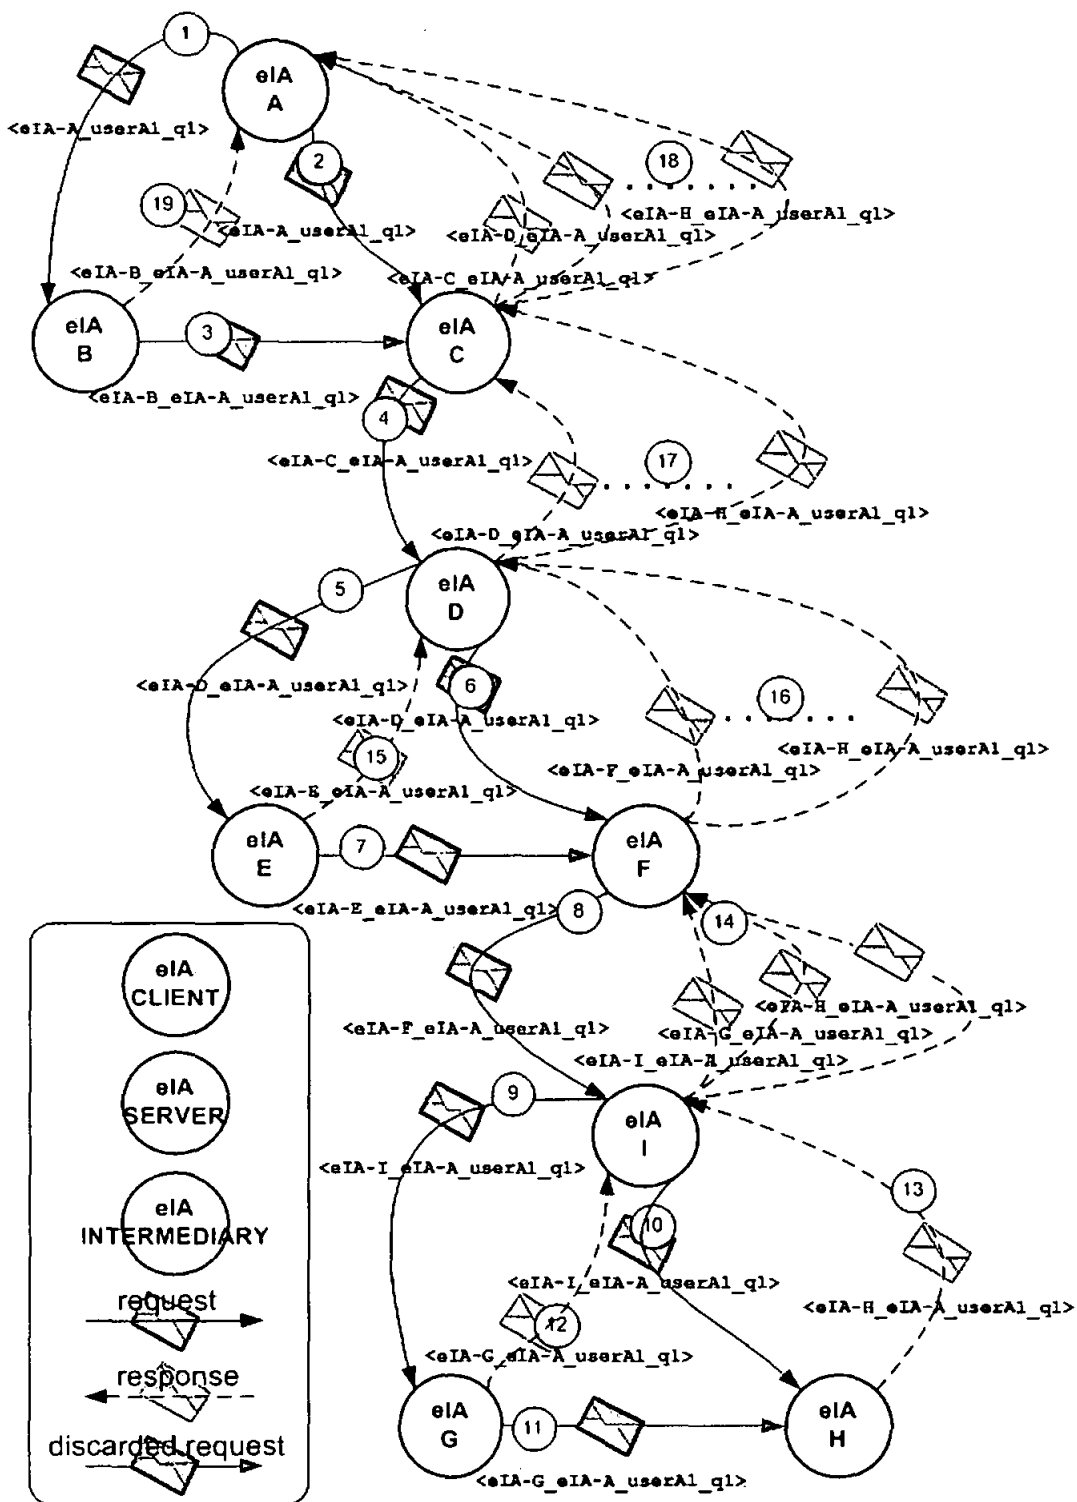 1
eIA
A
<eIA-A_userA1_q1>
2
18
19
<eIA-H_eIA-A_userA1_q1>
<eIA-A_userA1_q1>
<eIA-D_eIA-A_userA1_q1>
<eIA-B_eIA-A_userA1_q1>
<eIA-C_eIA-A_userA1_q1>
eIA
B
3
eIA
C
<eIA-B_eIA-A_userA1_q1>
4
<eIA-C_eIA-A_userA1_q1>
17
<eIA-H_eIA-A_userA1_q1>
<eIA-D_eIA-A_userA1_q1>
5
eIA
D
<eIA-D_eIA-A_userA1_q1>
6
16
<eIA-D_eIA-A_userA1_q1>
<eIA-H_eIA-A_userA1_q1>
15
<eIA-F_eIA-A_userA1_q1>
<eIA-E_eIA-A_userA1_q1>
eIA
E
7
eIA
F
<eIA-E_eIA-A_userA1_q1>
8
14
<eIA-H_eIA-A_userA1_q1>
<eIA-F_eIA-A_userA1_q1>
<eIA-G_eIA-A_userA1_q1>
<eIA-I_eIA-A_userA1_q1>
9
eIA
I
<eIA-I_eIA-A_userA1_q1>
13
10
<eIA-I_eIA-A_userA1_q1>
<eIA-H_eIA-A_userA1_q1>
12
<eIA-G_eIA-A_userA1_q1>
eIA
G
11
eIA
H
<eIA-G_eIA-A_userA1_q1>
eIA
CLIENT
eIA
SERVER
eIA
INTERMEDIARY
request
response
discarded request